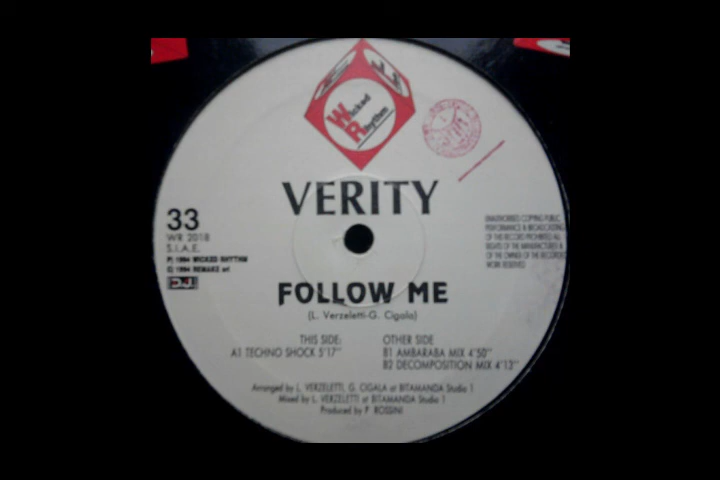 Wicked
Rhythm
VERITY
33
WR 2018
S.I.A.E.
P) 1994 WICKED RHYTHM
C) 1994 REMAKE srl
UNAUTHORISED COPYING PUBLIC
PERFORMANCE & BROADCASTING
OF THIS RECORD PROHIBITED ALL
RIGHTS OF THE MANUFACTURER &
OF THE OWNER OF THE RECORDED
WORK RESERVED
FOLLOW ME
(L. Verzeletti-G. Cigala)
THIS SIDE:
A1 TECHNO SHOCK 5'17"
OTHER SIDE
B1 AMBARABA MIX 4'50"
B2 DECOMPOSITION MIX 4'13"
Arranged by L. VERZELETTI, G. CIGALA at BITAMANDA Studio 1
Mixed by L. VERZELETTI at BITAMANDA Studio 1
Produced by P. ROSSINI